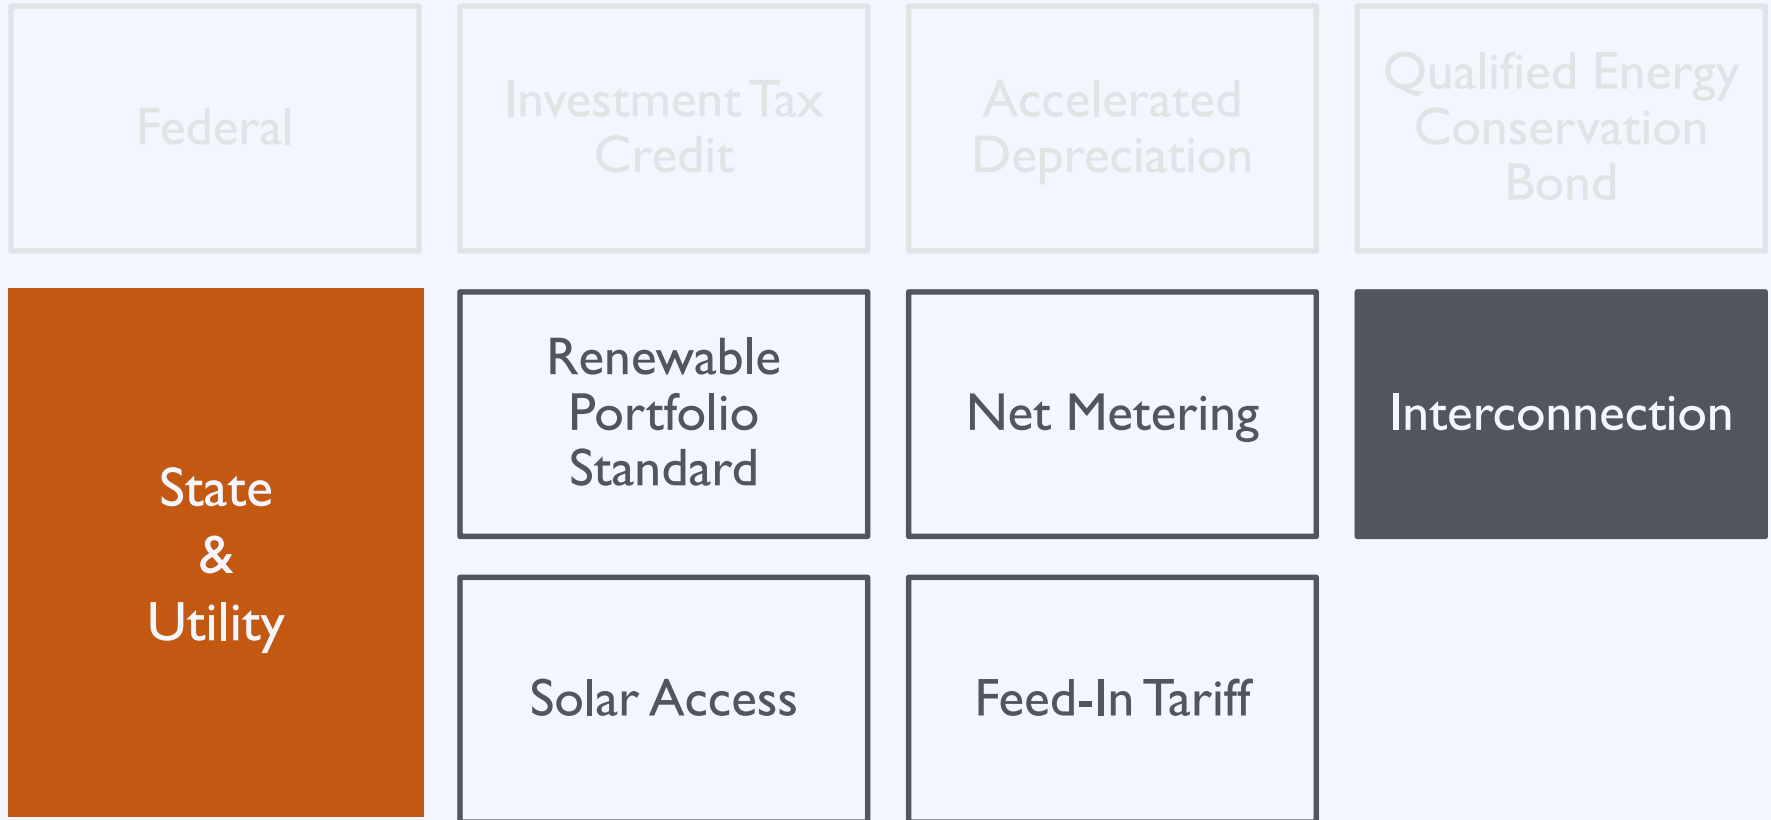 Federal
Investment Tax
Credit
Accelerated
Depreciation
Qualified Energy
Conservation
Bond
State
&
Utility
Renewable
Portfolio
Standard
Net Metering
Interconnection
Solar Access
Feed-In Tariff